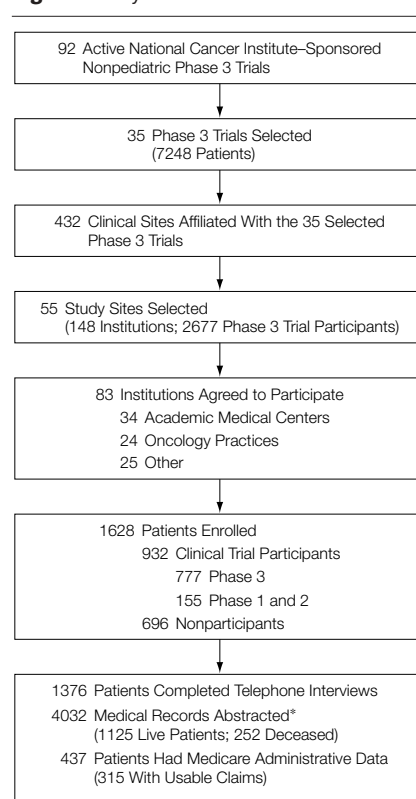 92 Active National Cancer Institute–Sponsored
Nonpediatric Phase 3 Trials
35 Phase 3 Trials Selected
(7248 Patients)
432 Clinical Sites Affiliated With the 35 Selected
Phase 3 Trials
55 Study Sites Selected
(148 Institutions; 2677 Phase 3 Trial Participants)
83 Institutions Agreed to Participate
34 Academic Medical Centers
24 Oncology Practices
25 Other
1628 Patients Enrolled
932 Clinical Trial Participants
777 Phase 3
155 Phase 1 and 2
696 Nonparticipants
1376 Patients Completed Telephone Interviews
4032 Medical Records Abstracted*
(1125 Live Patients; 252 Deceased)
437 Patients Had Medicare Administrative Data
(315 With Usable Claims)